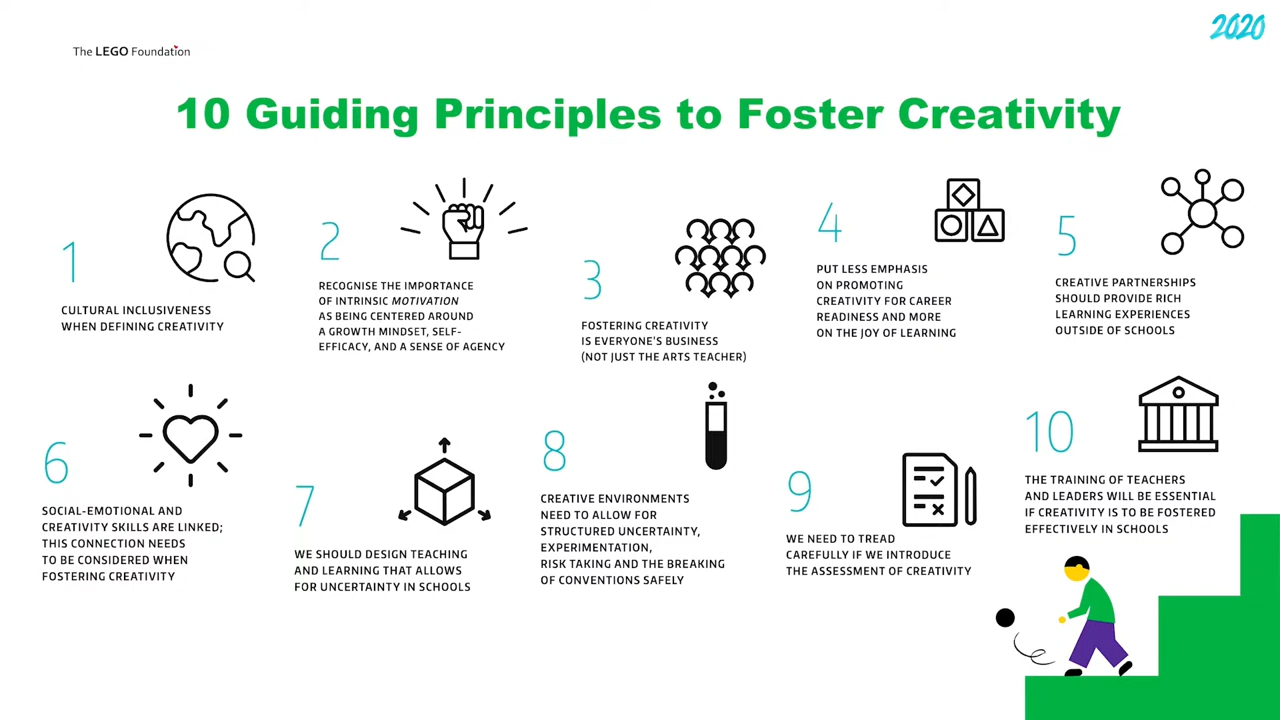 2020
The LEGO Foundation
10 Guiding Principles to Foster Creativity
1
CULTURAL INCLUSIVENESS
WHEN DEFINING CREATIVITY
2
RECOGNISE THE IMPORTANCE
OF INTRINSIC MOTIVATION
AS BEING CENTERED AROUND
A GROWTH MINDSET, SELF-
EFFICACY, AND A SENSE OF AGENCY
3
FOSTERING CREATIVITY
IS EVERYONE'S BUSINESS
(NOT JUST THE ARTS TEACHER)
4
PUT LESS EMPHASIS
ON PROMOTING
CREATIVITY FOR CAREER
READINESS AND MORE
ON THE JOY OF LEARNING
5
CREATIVE PARTNERSHIPS
SHOULD PROVIDE RICH
LEARNING EXPERIENCES
OUTSIDE OF SCHOOLS
6
SOCIAL-EMOTIONAL AND
CREATIVITY SKILLS ARE LINKED;
THIS CONNECTION NEEDS
TO BE CONSIDERED WHEN
FOSTERING CREATIVITY
7
WE SHOULD DESIGN TEACHING
AND LEARNING THAT ALLOWS
FOR UNCERTAINTY IN SCHOOLS
8
CREATIVE ENVIRONMENTS
NEED TO ALLOW FOR
STRUCTURED UNCERTAINTY,
EXPERIMENTATION,
RISK TAKING AND THE BREAKING
OF CONVENTIONS SAFELY
9
WE NEED TO TREAD
CAREFULLY IF WE INTRODUCE
THE ASSESSMENT OF CREATIVITY
10
THE TRAINING OF TEACHERS
AND LEADERS WILL BE ESSENTIAL
IF CREATIVITY IS TO BE FOSTERED
EFFECTIVELY IN SCHOOLS